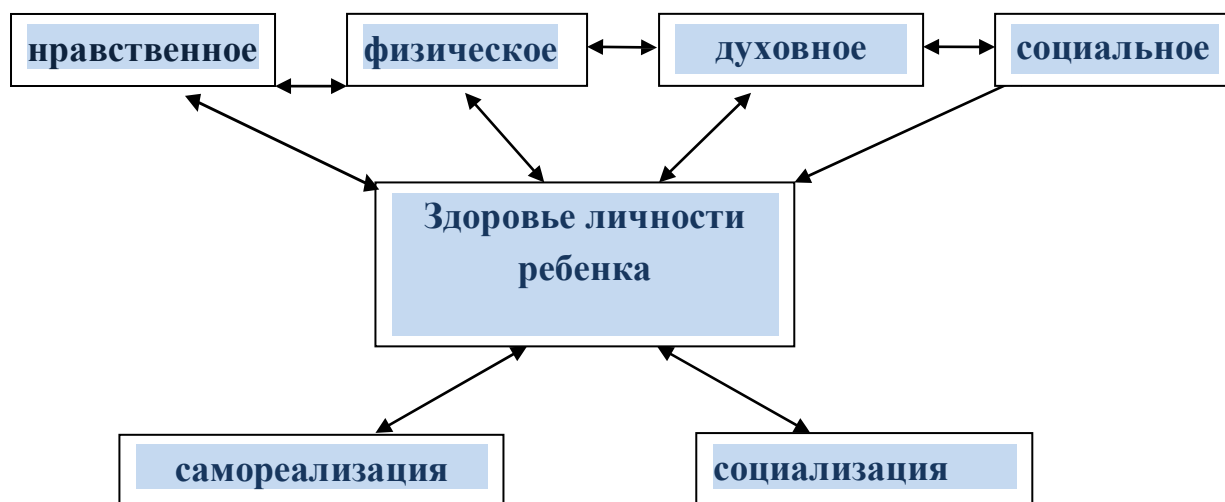 нравственное
физическое
духовное
социальное
Здоровье личности
ребенка
самореализация
социализация